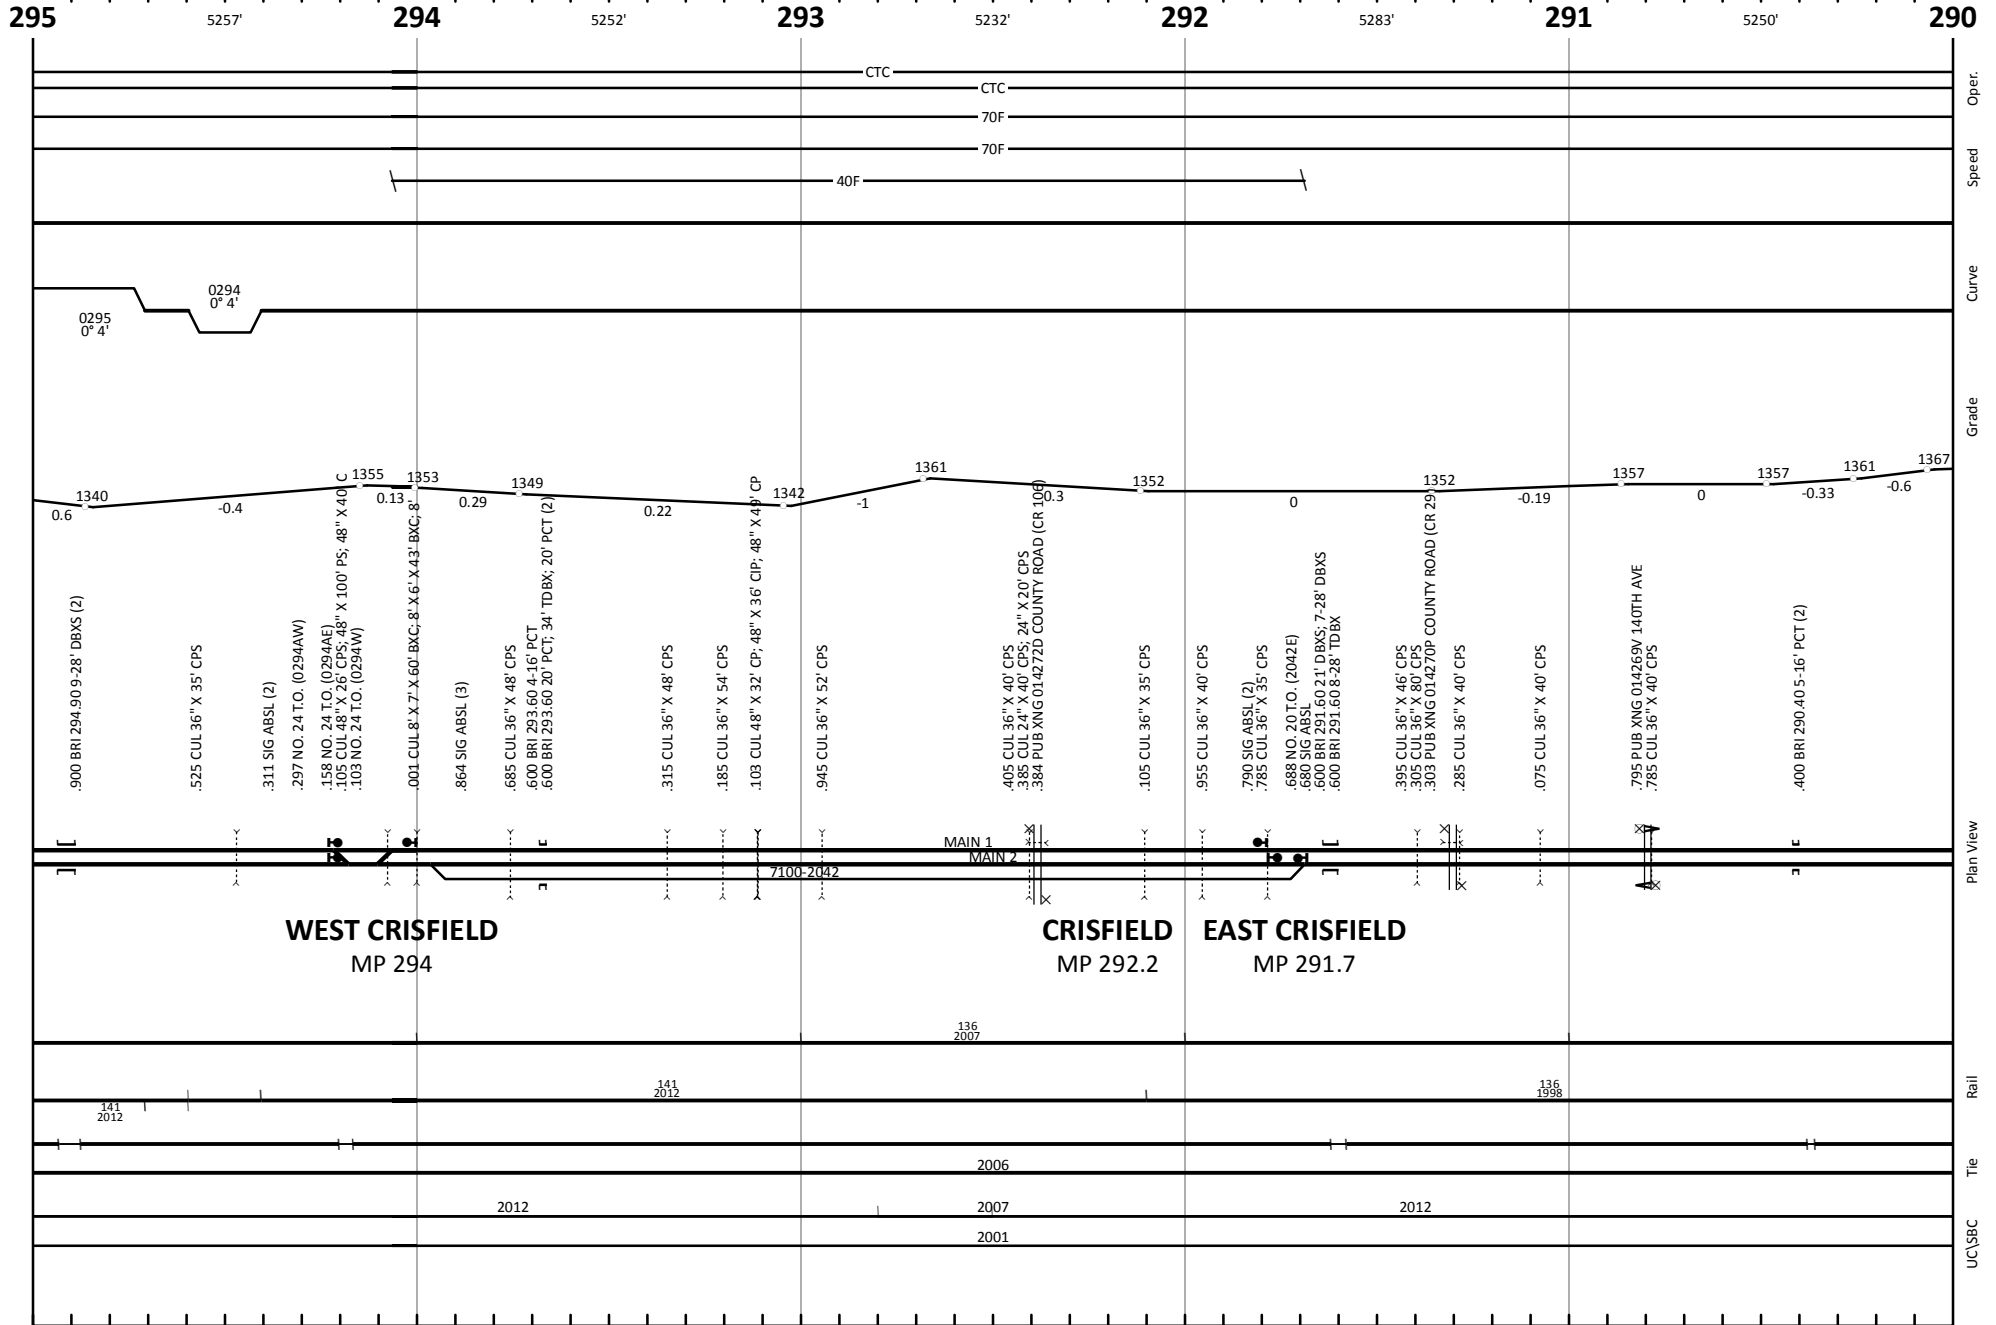 295 5257' 294 5252' 293 5232' 292 5283' 291 5250' 290
CTC
CTC
Oper.
70F
70F
40F
Speed
0294
0° 4'
0295
0° 4'
Curve
Grade
1340
1355
1353
1349
1342
1361
1352
1352
1357
1357
1361
1367
0.6
-0.4
0.13
0.29
0.22
-1
0.3
0
-0.19
0
-0.33
-0.6
.900 BRI 294.90 9-28' DBXS (2)
.525 CUL 36" X 35' CPS
.311 SIG ABSL (2)
.297 NO. 24 T.O. (0294AW)
.158 NO. 24 T.O. (0294AE)
.105 CUL 48" X 26' CPS; 48" X 100' PS; 48" X 40' C
.103 NO. 24 T.O. (0294W)
.001 CUL 8' X 7' X 60' BXC; 8' X 6' X 43' BXC; 8'
.864 SIG ABSL (3)
.685 CUL 36" X 48' CPS
.600 BRI 293.60 4-16' PCT
.600 BRI 293.60 20' PCT; 34' TDBX; 20' PCT (2)
.315 CUL 36" X 48' CPS
.185 CUL 36" X 54' CPS
.103 CUL 48" X 32' CP; 48" X 36' CIP; 48" X 49' CP
.945 CUL 36" X 52' CPS
.405 CUL 36" X 40' CPS
.385 CUL 24" X 40' CPS; 24" X 20' CPS
.384 PUB XNG 014272D COUNTY ROAD (CR 106)
.105 CUL 36" X 35' CPS
.955 CUL 36" X 40' CPS
.790 SIG ABSL (2)
.785 CUL 36" X 35' CPS
.688 NO. 20 T.O. (2042E)
.680 SIG ABSL
.600 BRI 291.60 21' DBXS; 7-28' DBXS
.600 BRI 291.60 8-28' TDBX
.395 CUL 36" X 46' CPS
.305 CUL 36" X 80' CPS
.303 PUB XNG 014270P COUNTY ROAD (CR 29)
.285 CUL 36" X 40' CPS
.075 CUL 36" X 40' CPS
.795 PUB XNG 014269V 140TH AVE
.785 CUL 36" X 40' CPS
.400 BRI 290.40 5-16' PCT (2)
MAIN 1
MAIN 2
7100-2042
Plan View
WEST CRISFIELD
MP 294
CRISFIELD
MP 292.2
EAST CRISFIELD
MP 291.7
136
2007
141
2012
136
1998
141
2012
Rail
2006
Tie
2012 2007 2012
2001
UC\SBC